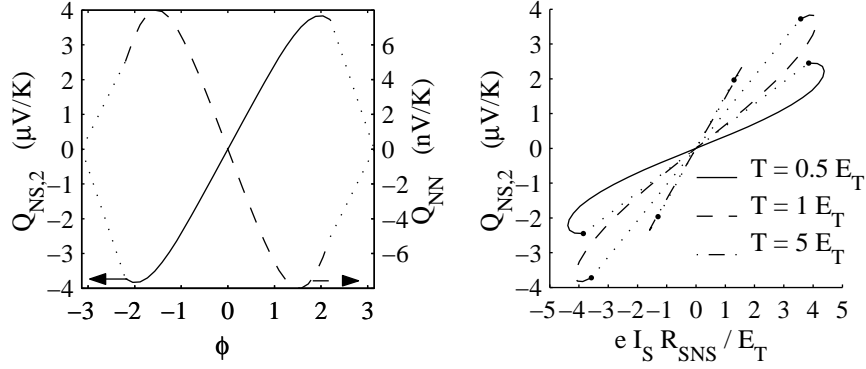 4
3
2
1
0
−1
−2
−3
−4
Q_NS,2 (μV/K)
6
4
2
0
−2
−4
−6
Q_NN (nV/K)
−3 −2 −1 0 1 2 3
ϕ
4
3
2
1
0
−1
−2
−3
−4
Q_NS,2 (μV/K)
T = 0.5 E_T
T = 1 E_T
T = 5 E_T
−5 −4 −3 −2 −1 0 1 2 3 4 5
e I_S R_SNS / E_T